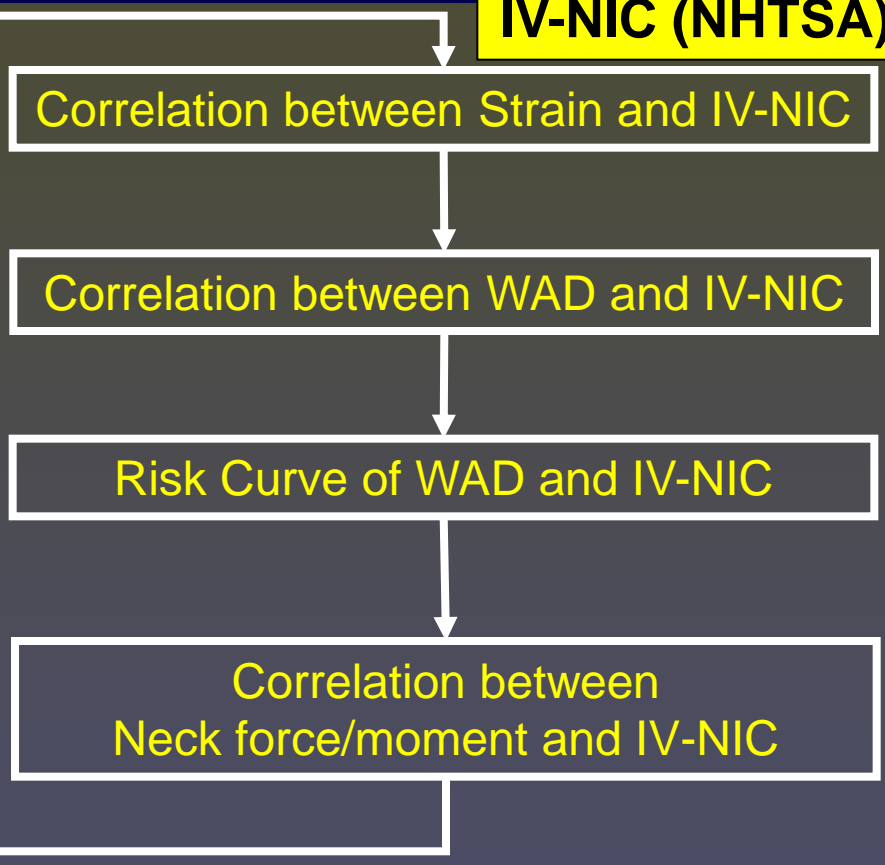 IV-NIC (NHTSA)
Correlation between Strain and IV-NIC
Correlation between WAD and IV-NIC
Risk Curve of WAD and IV-NIC
Correlation between
Neck force/moment and IV-NIC